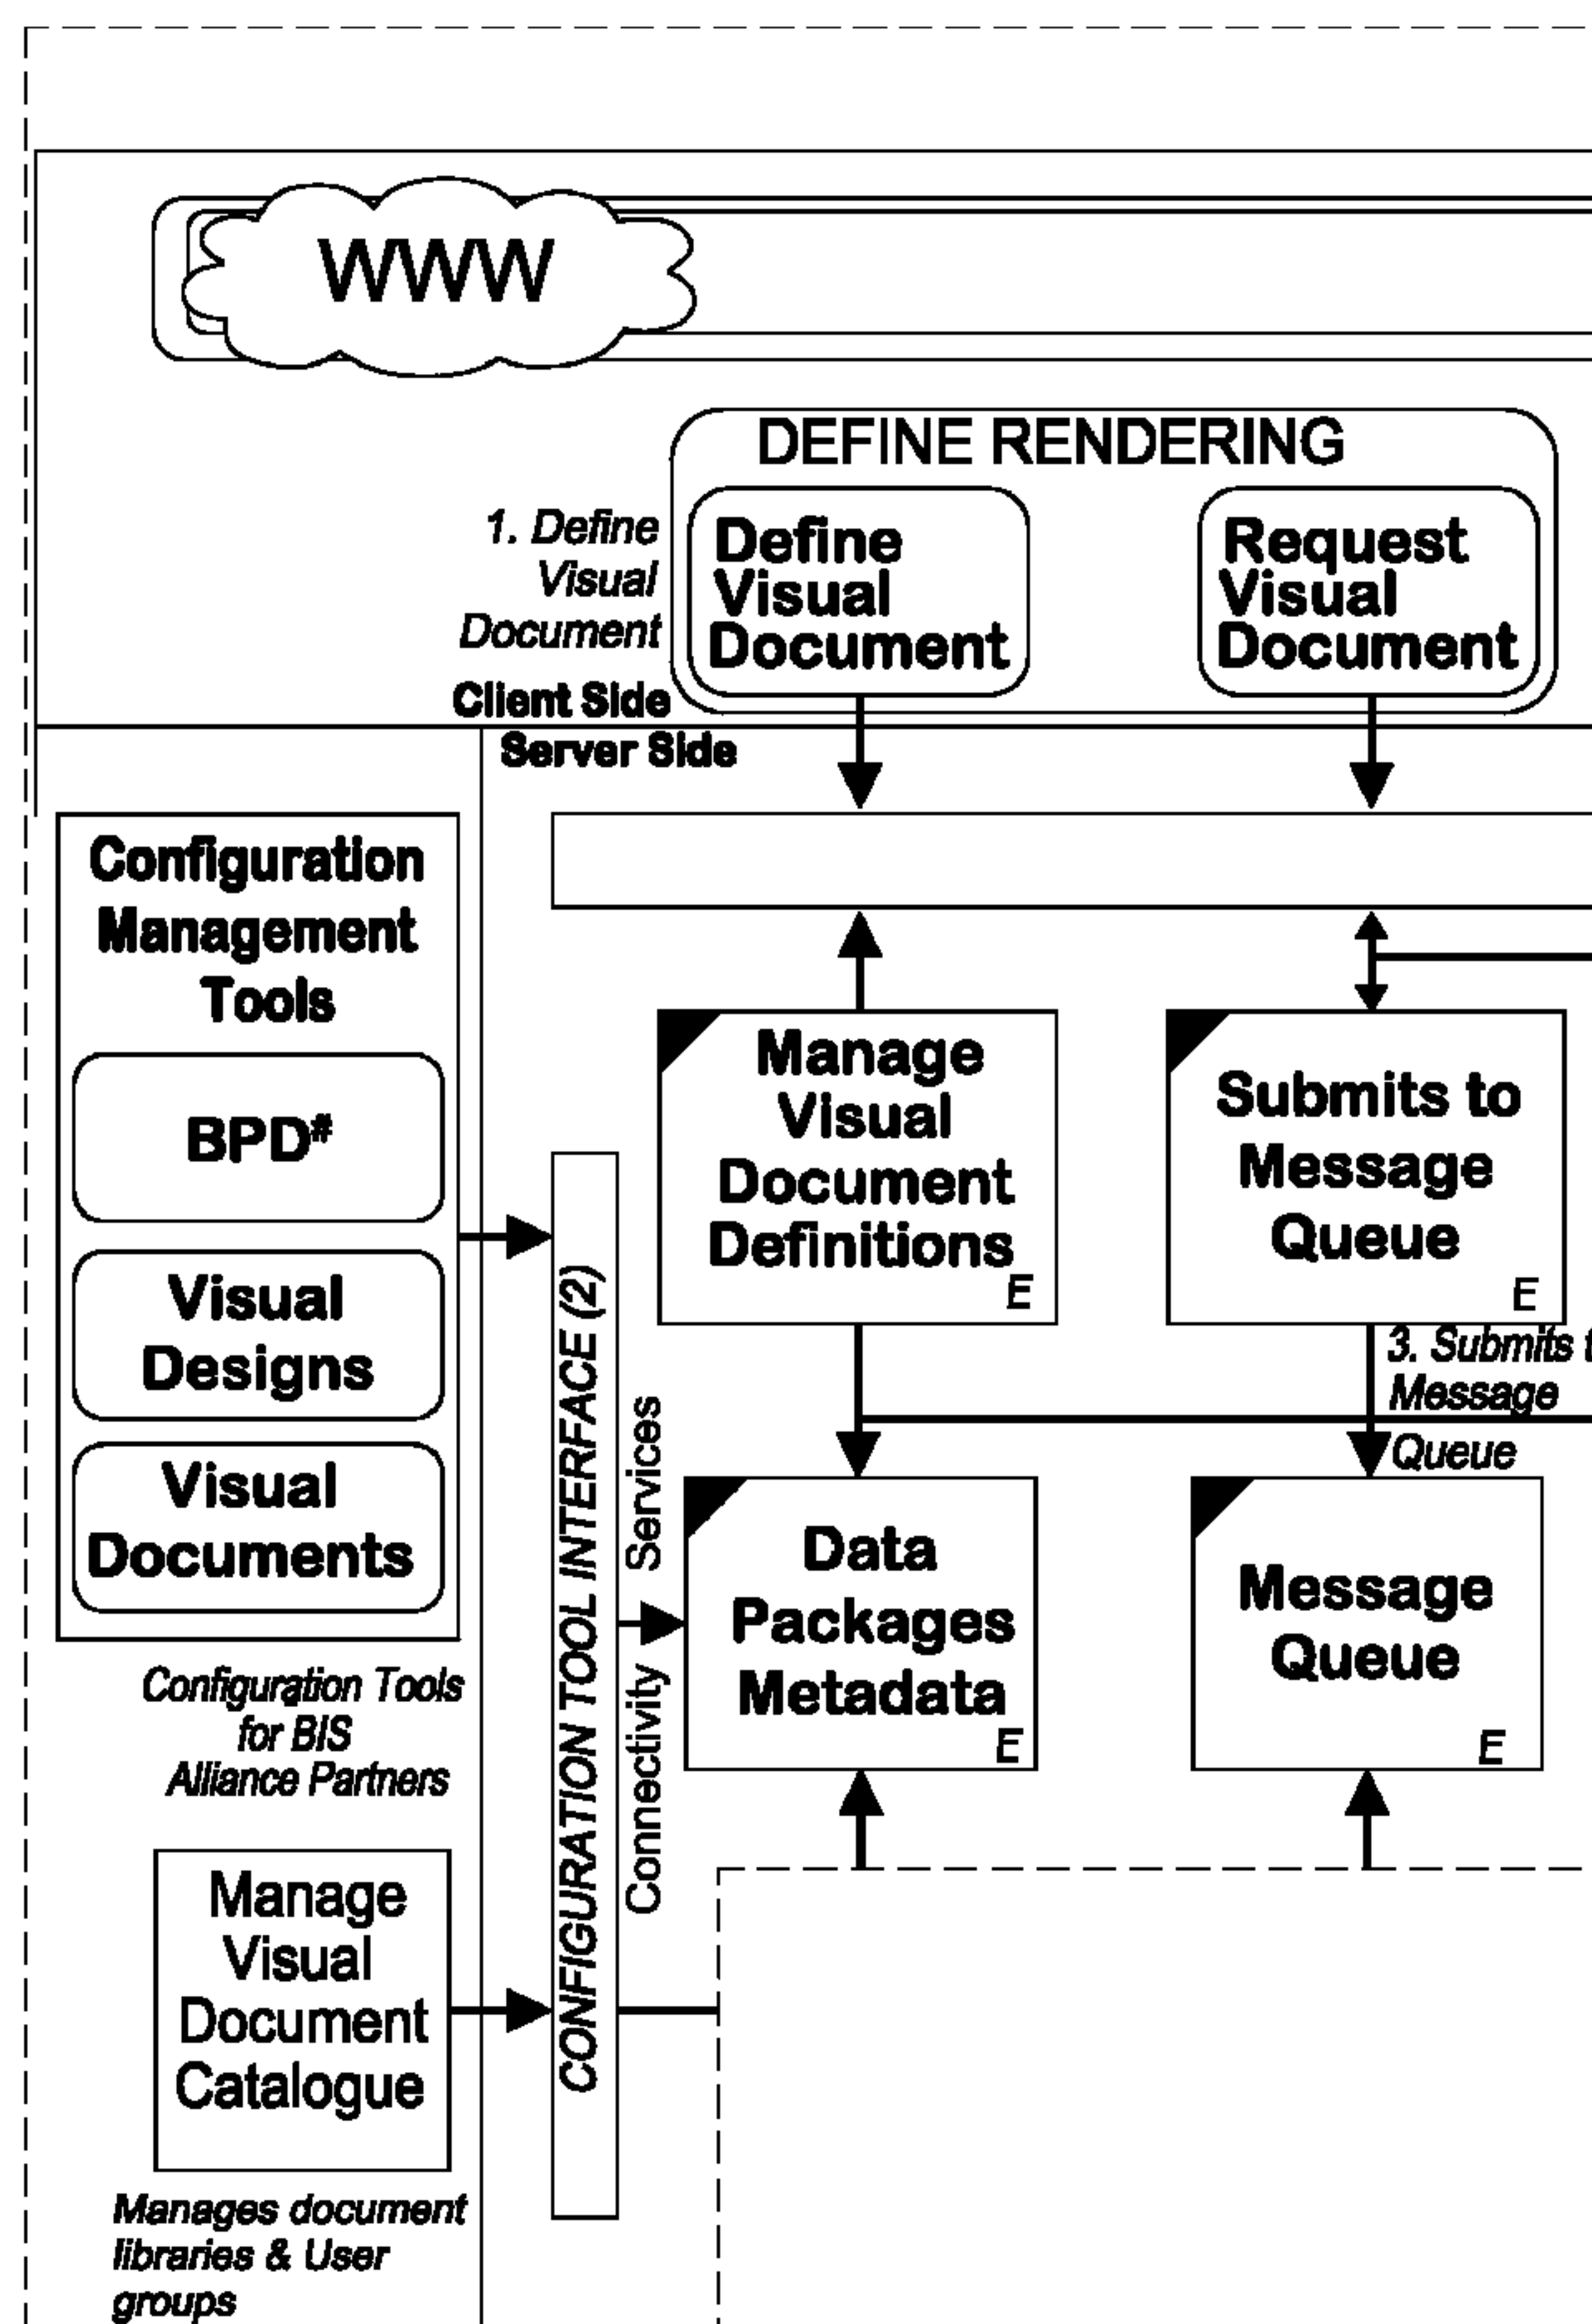 WWW
DEFINE RENDERING
1. Define
Visual
Document
Define
Visual
Document
Request
Visual
Document
Client Side
Server Side
Configuration
Management
Tools
BPD#
Visual
Designs
Visual
Documents
Configuration Tools
for BIS
Alliance Partners
Manage
Visual
Document
Catalogue
Manages document
libraries & User
groups
CONFIGURATION TOOL INTERFACE (2)
Connectivity Services
Manage
Visual
Document
Definitions
E
Submits to
Message
Queue
E
3. Submits
Message
Queue
Data
Packages
Metadata
E
Message
Queue
E